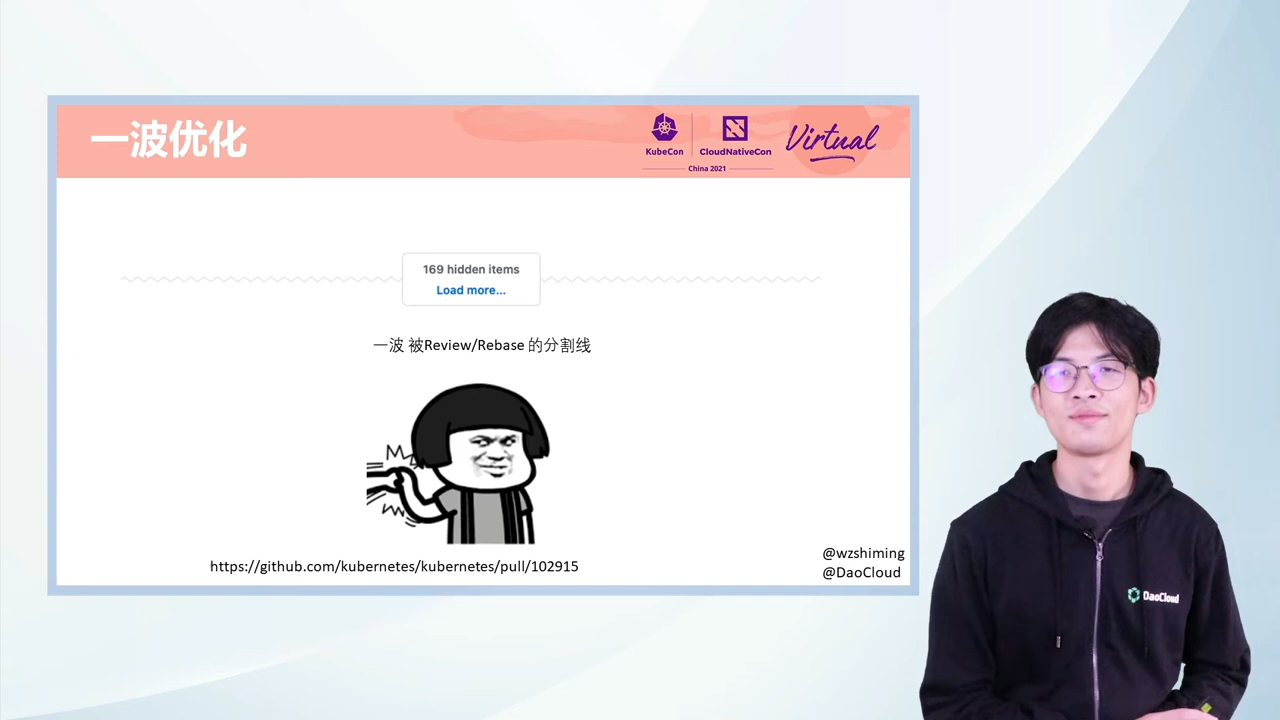 一波优化
KubeCon
CloudNativeCon
China 2021
Virtual
169 hidden items
Load more...
一波 被Review/Rebase 的分割线
https://github.com/kubernetes/kubernetes/pull/102915
@wzshiming
@DaoCloud
DaoCloud